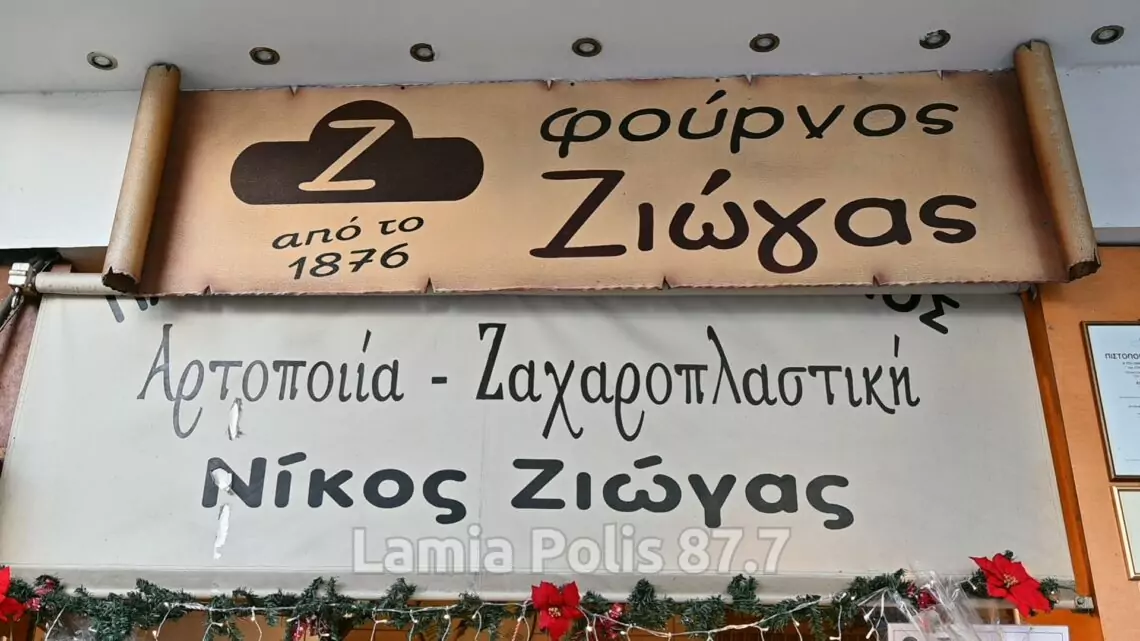 Z
από το
1876
φούρνος
Ζιώγας
Αρτοποιία - Ζαχαροπλαστική
Νίκος Ζιώγας
Lamia Polis 87.7